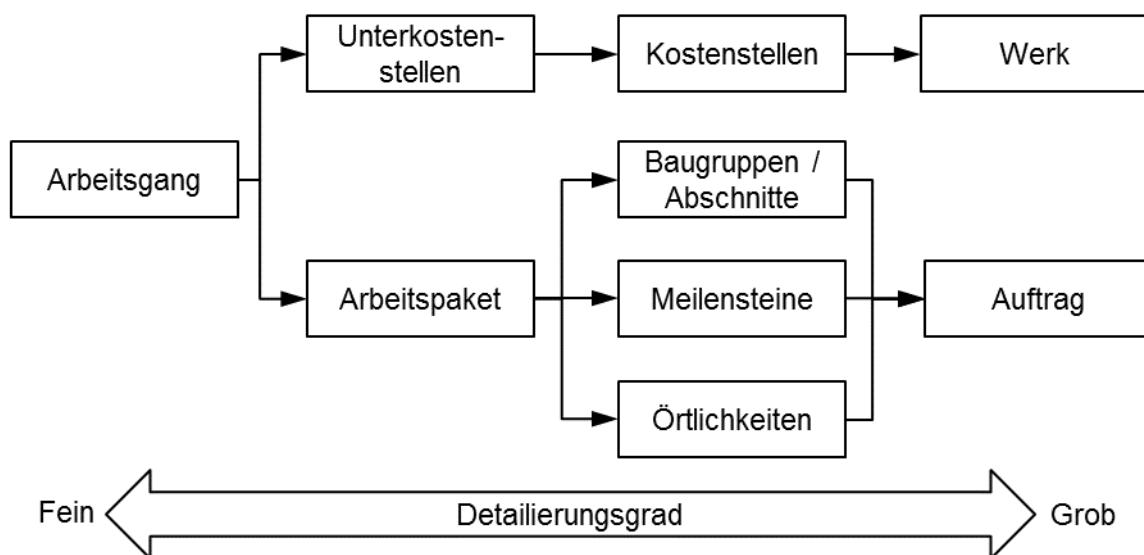 Unterkosten-
stellen
Kostenstellen
Werk
Arbeitsgang
Baugruppen /
Abschnitte
Arbeitspaket
Meilensteine
Auftrag
Örtlichkeiten
Fein
Detailierungsgrad
Grob